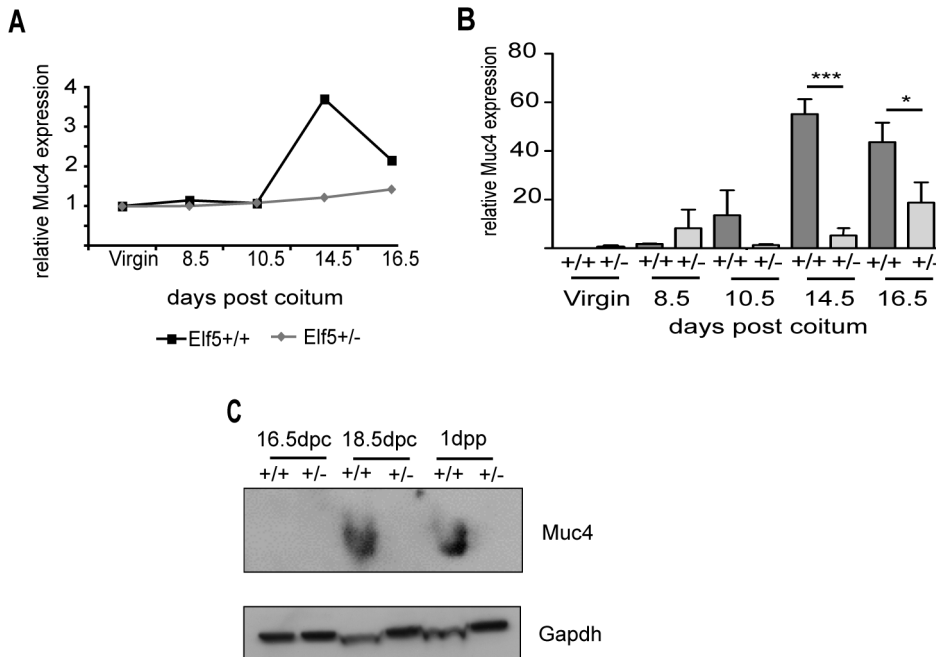 A
relative Muc4 expression
4
3
2
1
Virgin 8.5 10.5 14.5 16.5
days post coitum
Elf5+/+ Elf5+/-
B
relative Muc4 expression
80
60
40
20
*** *
+/+ +/- +/+ +/- +/+ +/- +/+ +/- +/+ +/-
Virgin 8.5 10.5 14.5 16.5
days post coitum
C
16.5dpc 18.5dpc 1dpp
+/+ +/- +/+ +/- +/+ +/-
Muc4
Gapdh